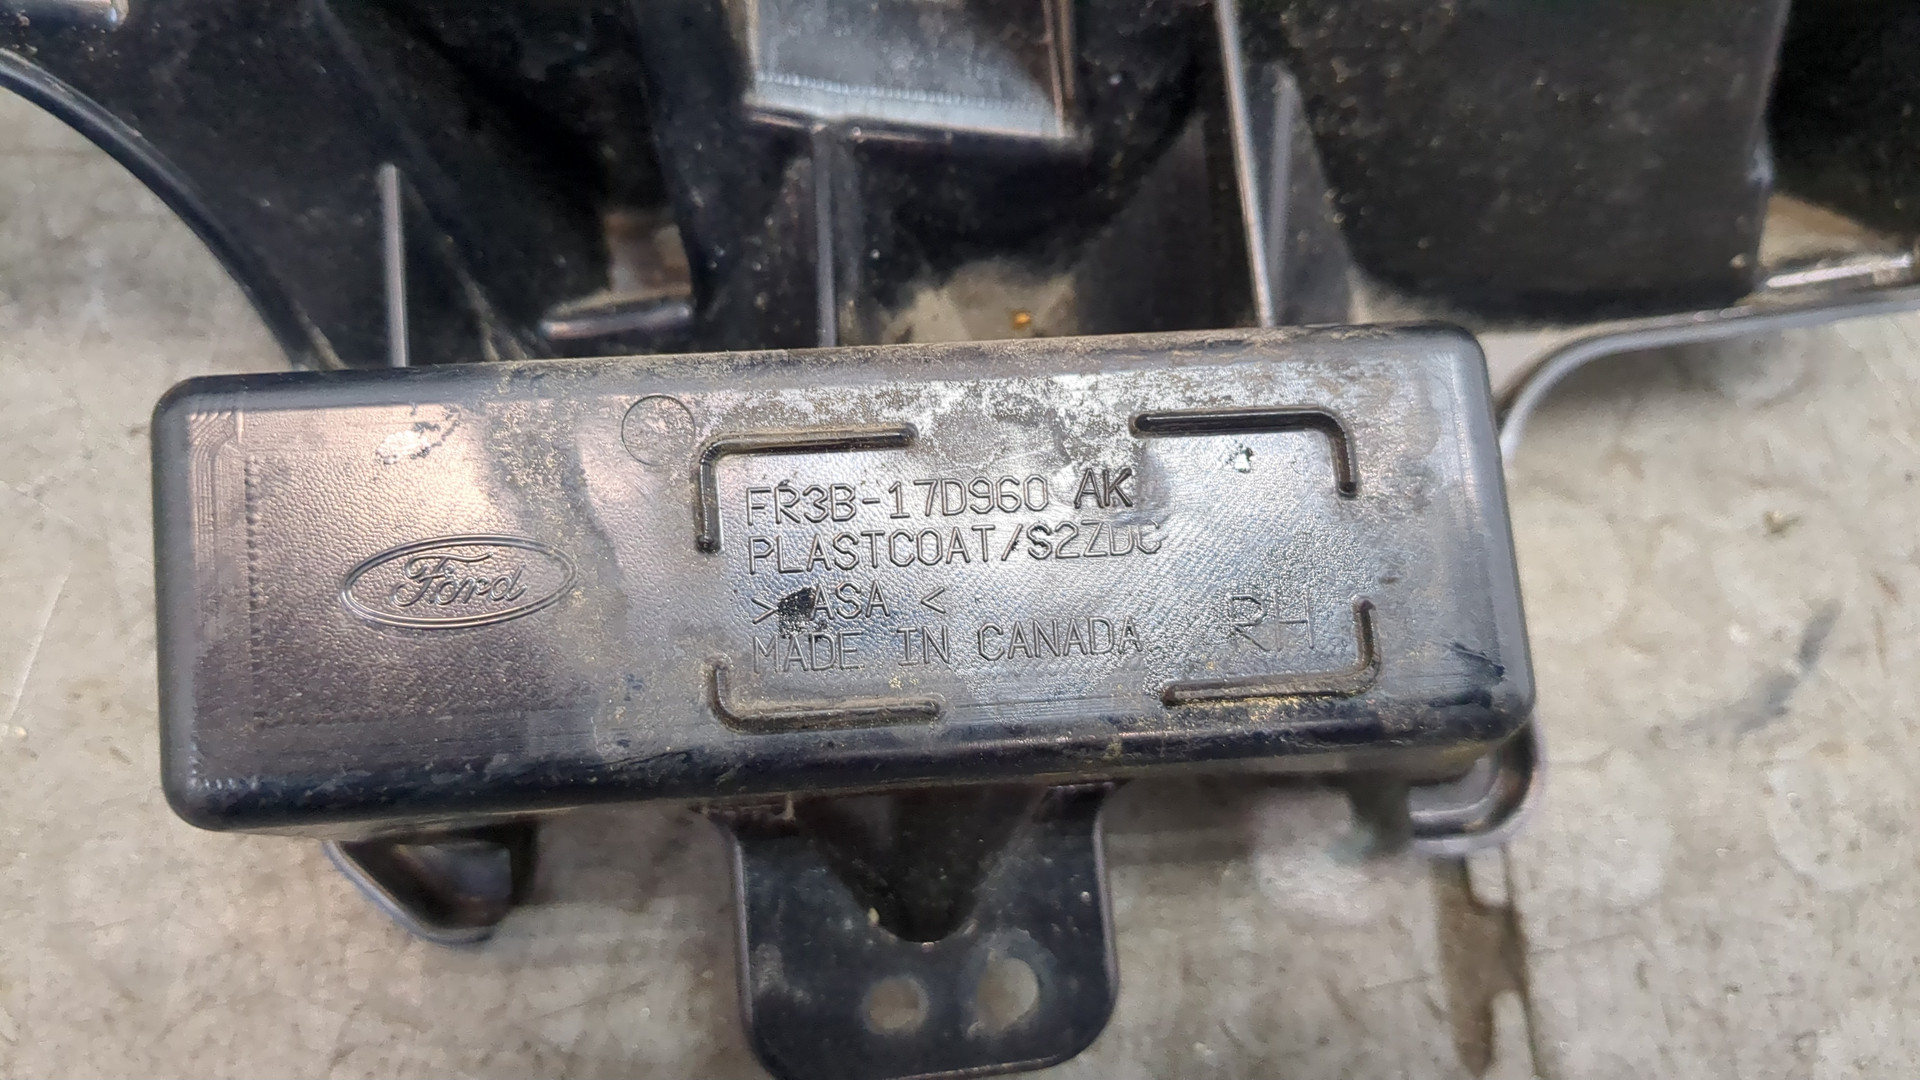 Ford
FR3B-17D960 AK
PLASTCOAT/S2ZDC
> ASA <
MADE IN CANADA
RH